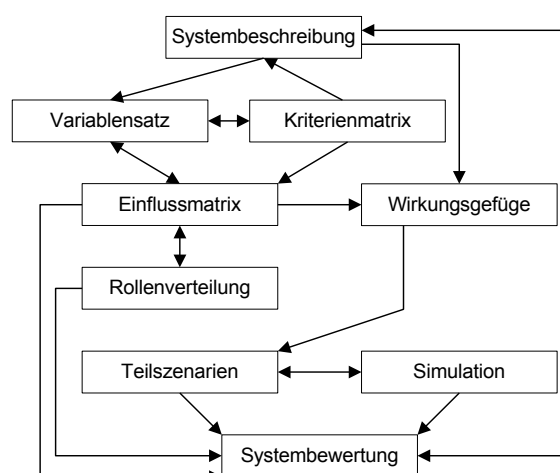 Systembeschreibung
Variablensatz
Kriterienmatrix
Einflussmatrix
Wirkungsgefüge
Rollenverteilung
Teilszenarien
Simulation
Systembewertung